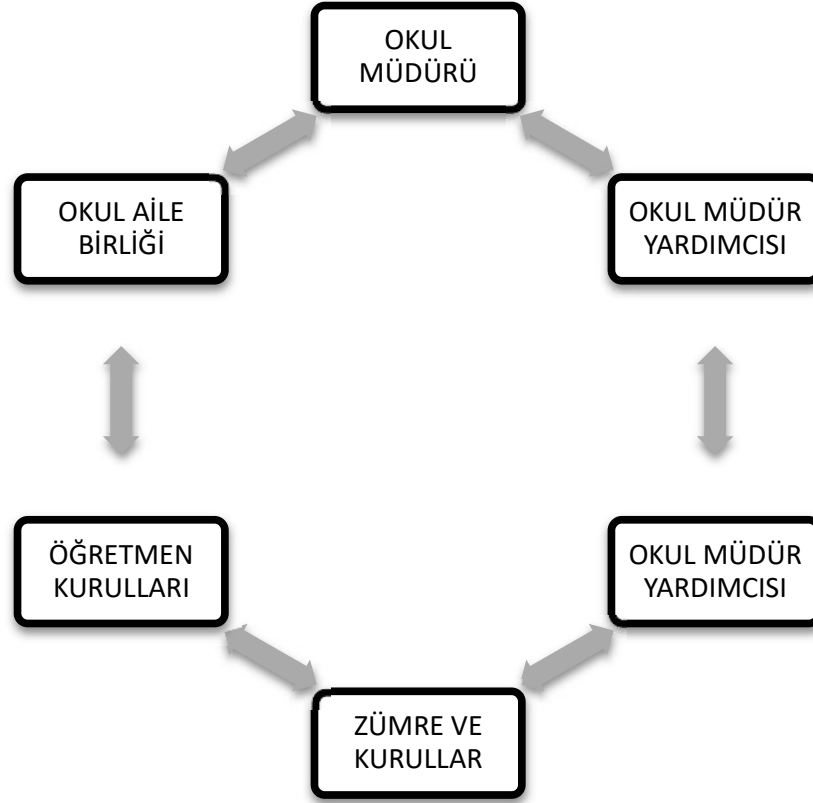 OKUL
MÜDÜRÜ
OKUL AİLE
BİRLİĞİ
OKUL MÜDÜR
YARDIMCISI
ÖĞRETMEN
KURULLARI
OKUL MÜDÜR
YARDIMCISI
ZÜMRE VE
KURULLAR